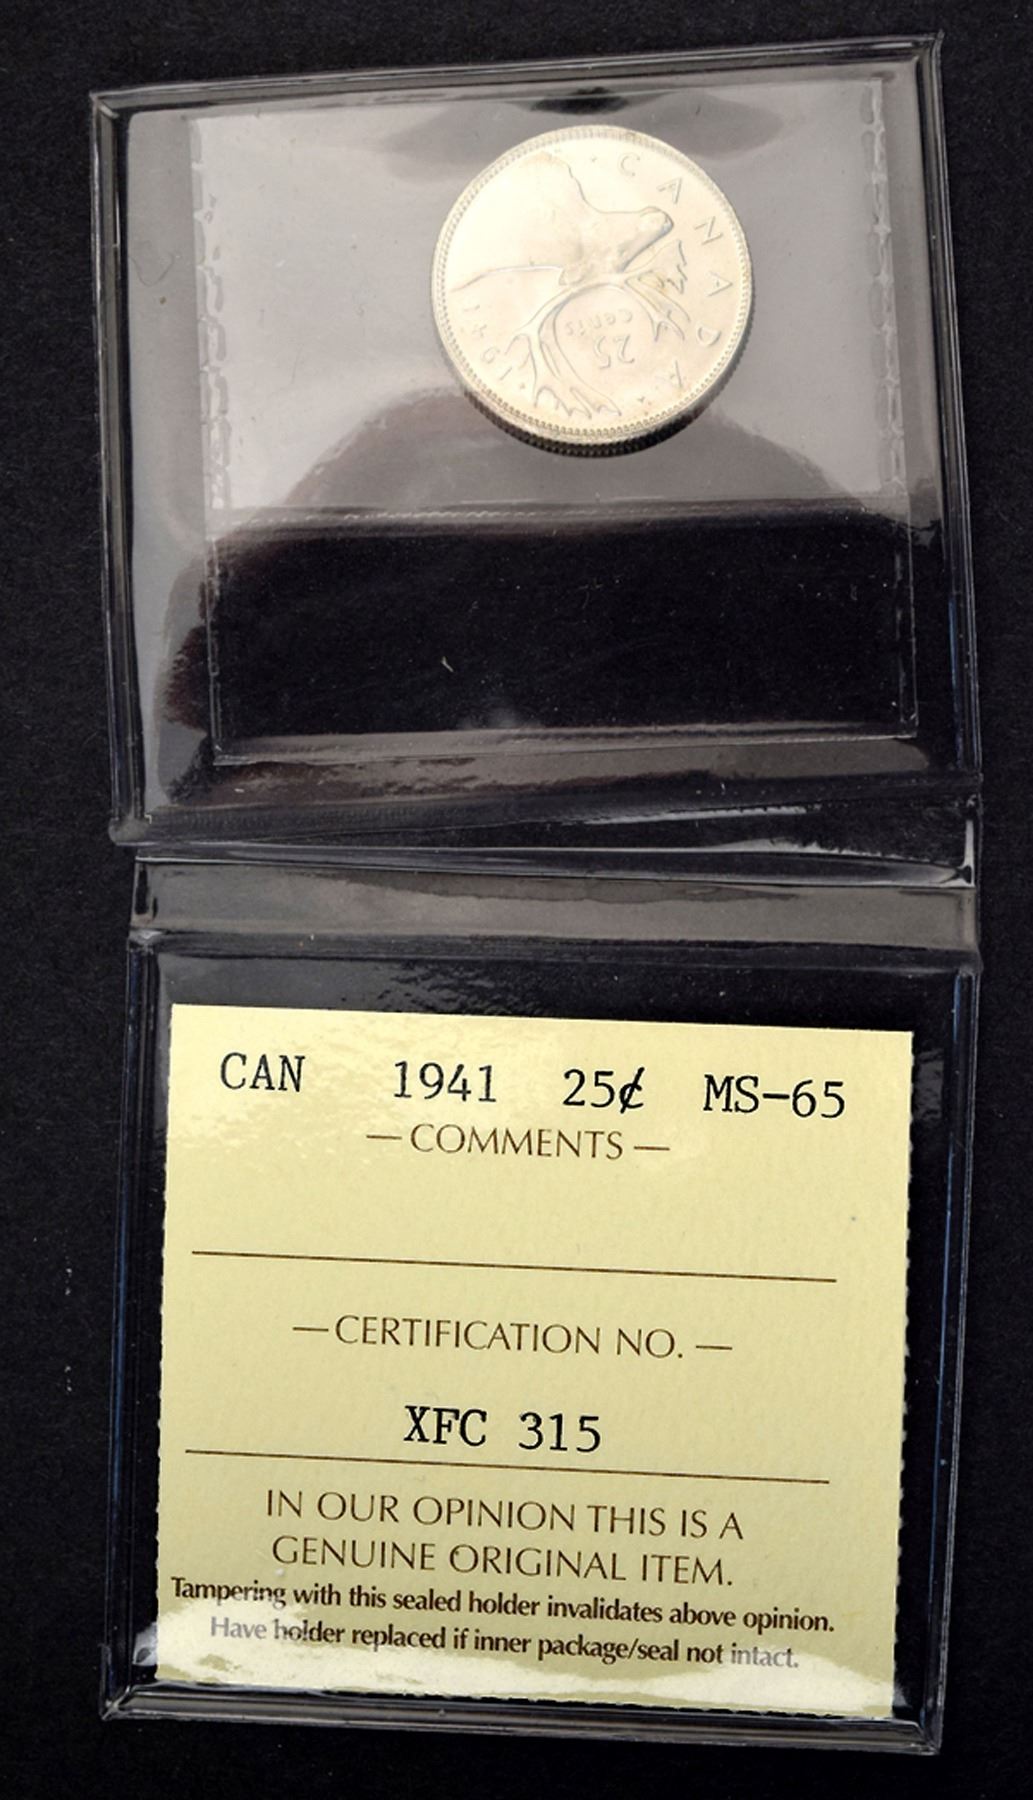 CANADA
25
cents
1941
CAN 1941 25¢ MS-65
— COMMENTS —
— CERTIFICATION NO. —
XFC 315
IN OUR OPINION THIS IS A
GENUINE ORIGINAL ITEM.
Tampering with this sealed holder invalidates above opinion.
Have holder replaced if inner package/seal not intact.